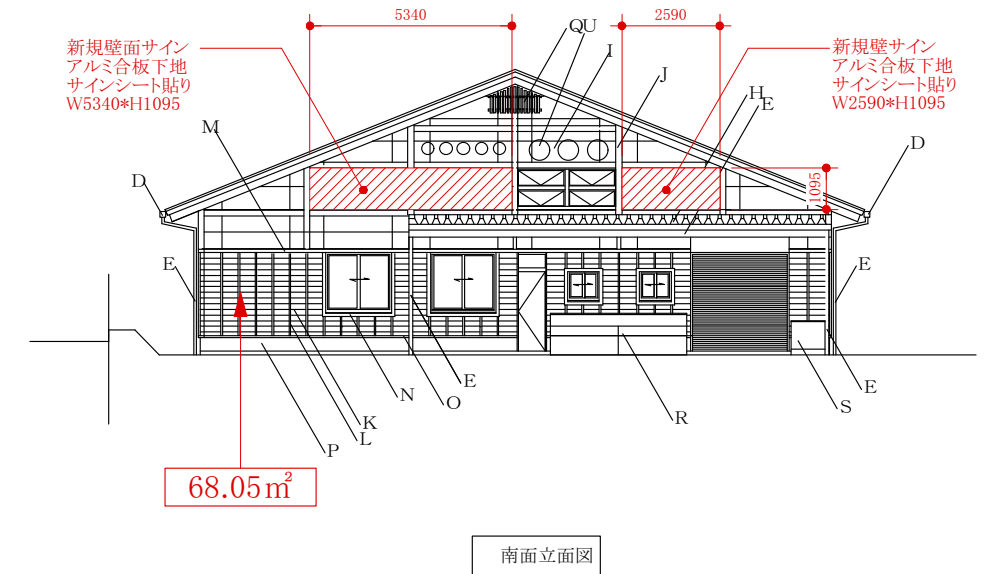 5340
2590
新規壁面サイン
アルミ合板下地
サインシート貼り
W5340*H1095
新規壁サイン
アルミ合板下地
サインシート貼り
W2590*H1095
QU
I
J
H
E
M
D
D
1095
E
E
N
O
E
K
L
P
R
S
E
68.05㎡
南面立面図